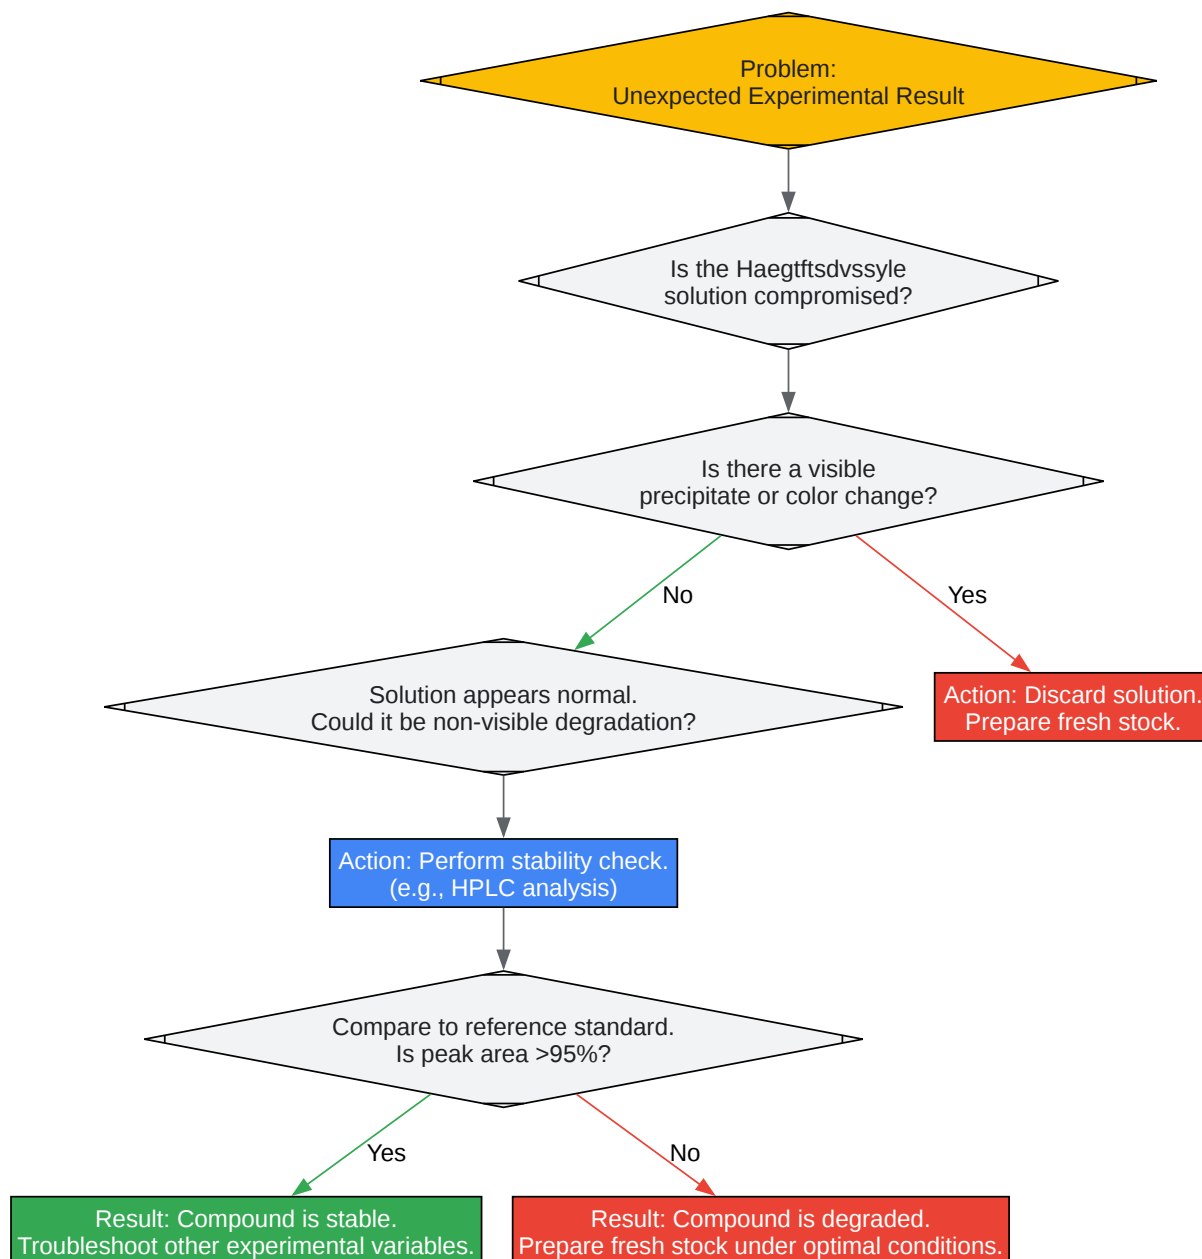 Problem:
Unexpected Experimental Result
Is the Haegtftsdvssyle
solution compromised?
Is there a visible
precipitate or color change?
No
Yes
Solution appears normal.
Could it be non-visible degradation?
Action: Discard solution.
Prepare fresh stock.
Action: Perform stability check.
(e.g., HPLC analysis)
Compare to reference standard.
Is peak area >95%?
Yes
No
Result: Compound is stable.
Troubleshoot other experimental variables.
Result: Compound is degraded.
Prepare fresh stock under optimal conditions.